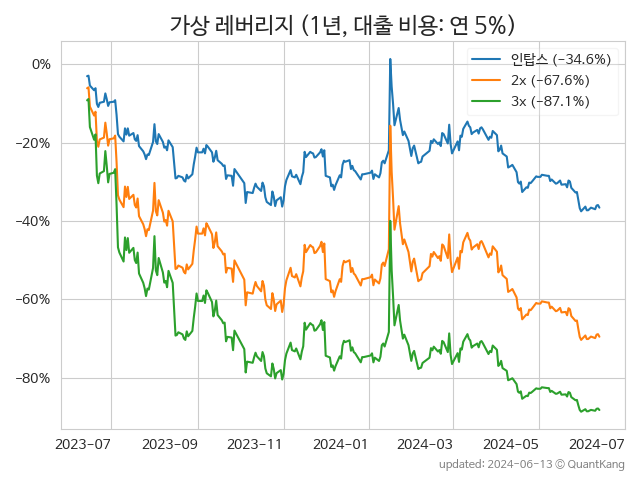 가상 레버리지 (1년, 대출 비용: 연 5%)
인탑스 (−34.6%)
2x (−67.6%)
3x (−87.1%)
0%
−20%
−40%
−60%
−80%
2023-07
2023-09
2023-11
2024-01
2024-03
2024-05
2024-07
updated: 2024-06-13 © QuantKang